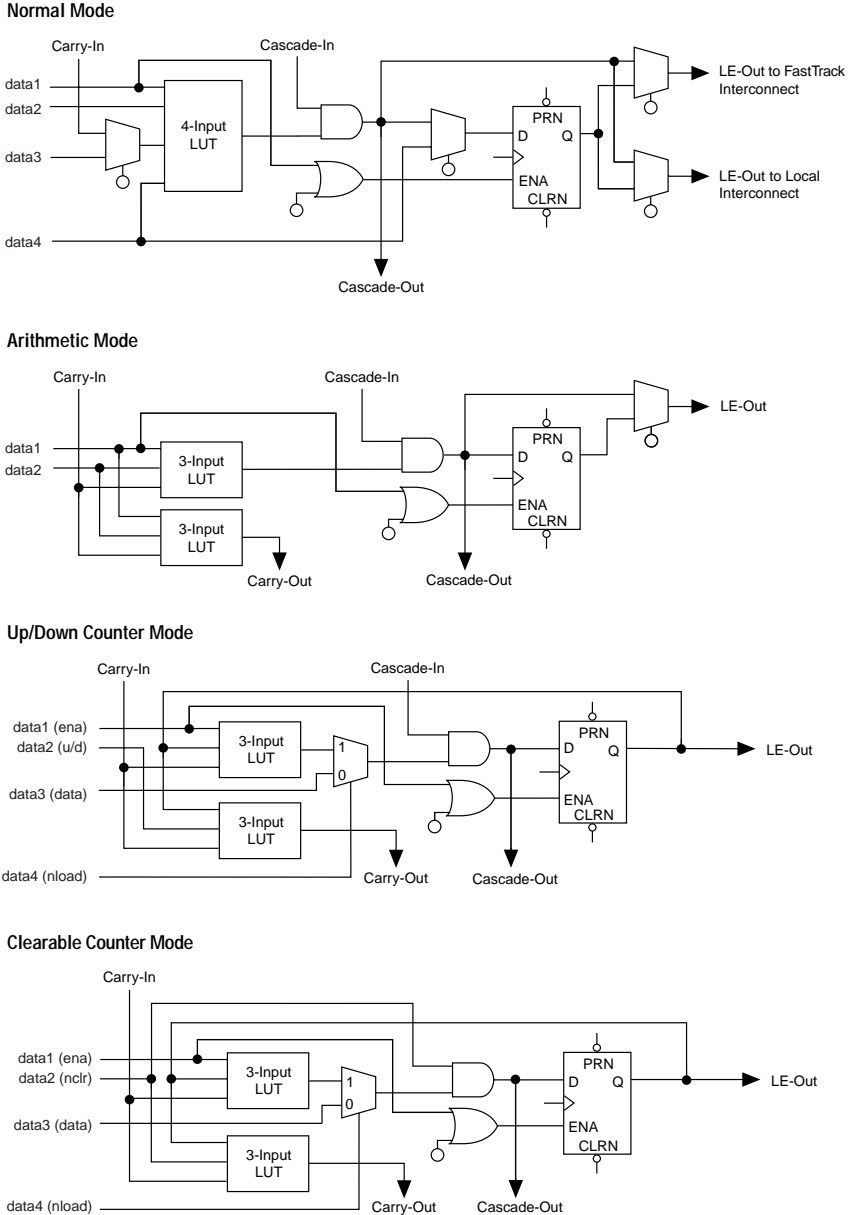 Normal Mode
Carry-In
Cascade-In
data1
data2
data3
data4
4-Input
LUT
PRN
D
Q
ENA
CLRN
LE-Out to FastTrack
Interconnect
LE-Out to Local
Interconnect
Cascade-Out
Arithmetic Mode
Carry-In
Cascade-In
data1
data2
3-Input
LUT
3-Input
LUT
PRN
D
Q
ENA
CLRN
LE-Out
Carry-Out
Cascade-Out
Up/Down Counter Mode
Carry-In
Cascade-In
data1 (ena)
data2 (u/d)
data3 (data)
data4 (nload)
3-Input
LUT
3-Input
LUT
1
0
PRN
D
Q
ENA
CLRN
LE-Out
Carry-Out
Cascade-Out
Clearable Counter Mode
Carry-In
data1 (ena)
data2 (nclr)
data3 (data)
data4 (nload)
3-Input
LUT
3-Input
LUT
1
0
PRN
D
Q
ENA
CLRN
LE-Out
Carry-Out
Cascade-Out